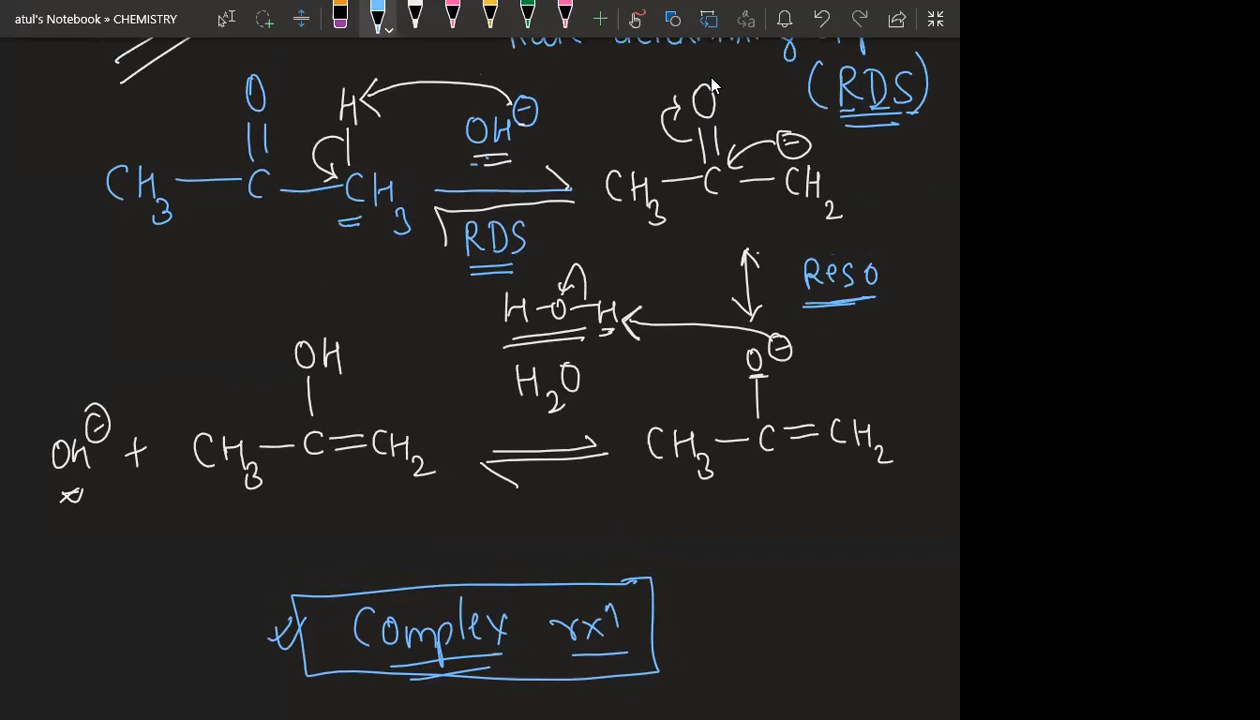 atul's Notebook » CHEMISTRY
(RDS)
O H OH⊖ O ⊖
CH3 — C — CH3 CH3 — C — CH2
RDS
Reso
H — O — H
H2O
OH O⊖
OH⊖ + CH3 — C = CH2 ⇌ CH3 — C = CH2
Complex rxn